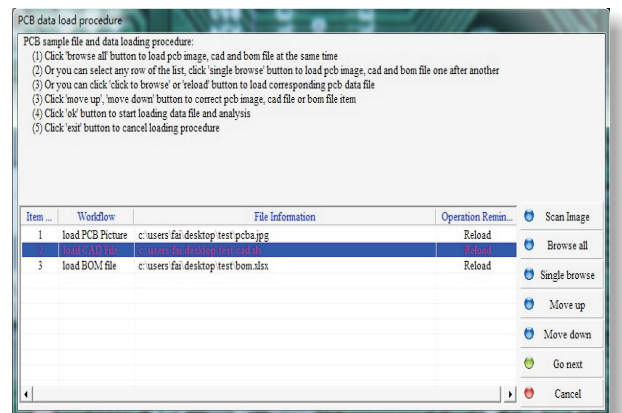 PCB data load procedure
PCB sample file and data loading procedure:
(1) Click 'browse all' button to load pcb image, cad and bom file at the same time
(2) Or you can select any row of the list, click 'single browse' button to load pcb image, cad and bom file one after another
(3) Or you can click 'click to browse' or 'reload' button to load corresponding pcb data file
(3) Click 'move up', 'move down' button to correct pcb image, cad file or bom file item
(4) Click 'ok' button to start loading data file and analysis
(5) Click 'exit' button to cancel loading procedure
Item ... Workflow File Information Operation Remin... Scan Image
1 load PCB Picture c:\users\fai\desktop\test\pcba.jpg Reload
2 load CAD File c:\users\fai\desktop\test\cad.xls Reload Browse all
3 load BOM file c:\users\fai\desktop\test\bom.xlsx Reload
Single browse
Move up
Move down
Go next
Cancel